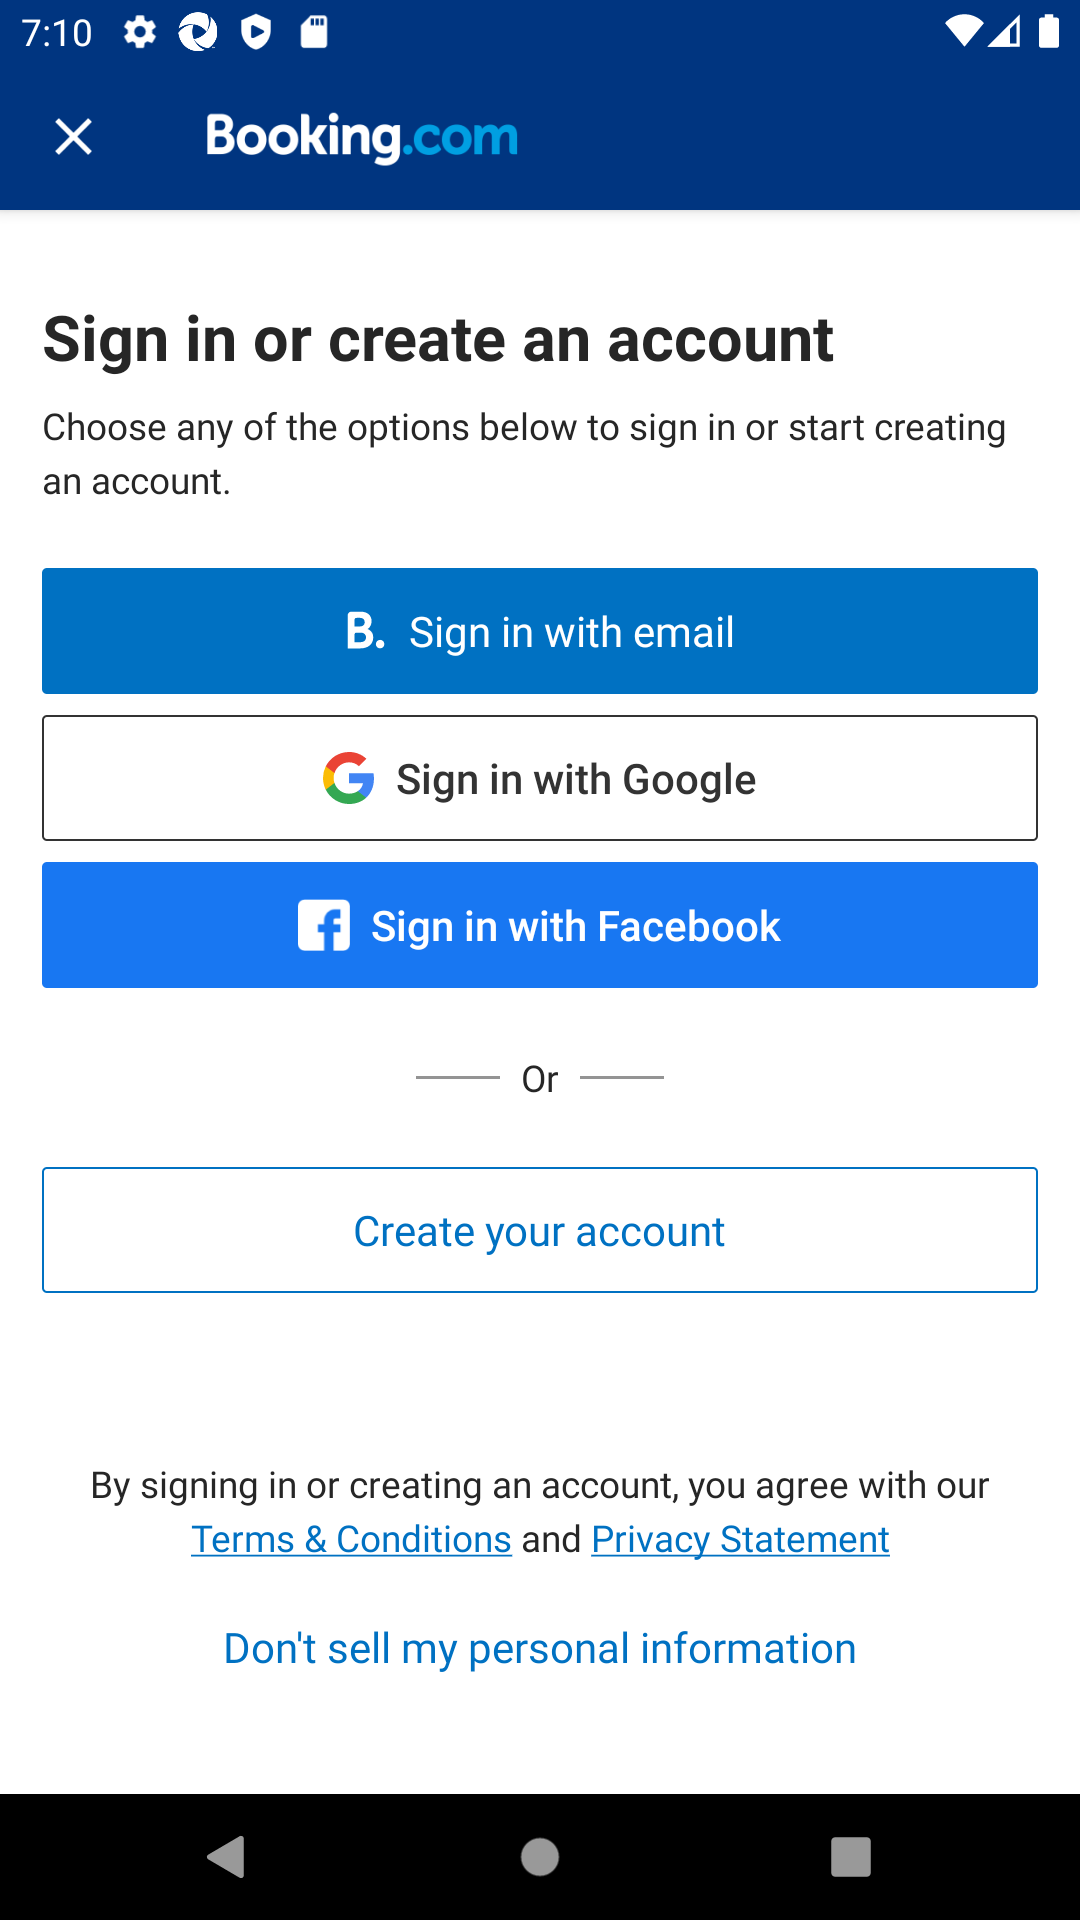 7:10
Booking.com
Sign in or create an account
Choose any of the options below to sign in or start creating
an account.
B. Sign in with email
Sign in with Google
Sign in with Facebook
Or
Create your account
By signing in or creating an account, you agree with our
Terms & Conditions and Privacy Statement
Don't sell my personal information